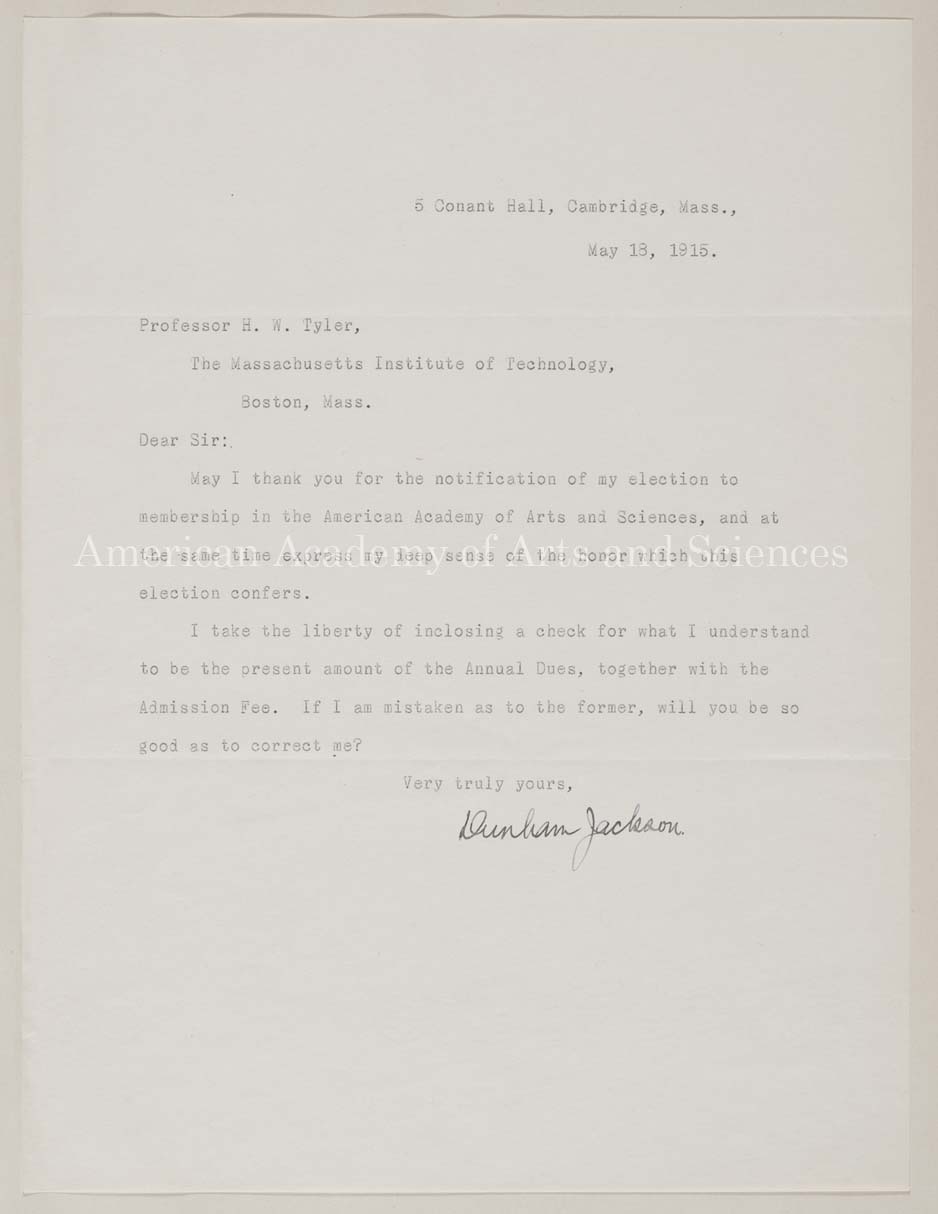 5 Conant Hall, Cambridge, Mass.,
May 18, 1915.
Professor H. W. Tyler,
The Massachusetts Institute of Technology,
Boston, Mass.
Dear Sir:
May I thank you for the notification of my election to
membership in the American Academy of Arts and Sciences, and at
the same time express my deep sense of the honor which this
American Academy of Arts and Sciences
election confers.
I take the liberty of inclosing a check for what I understand
to be the present amount of the Annual Dues, together with the
Admission Fee. If I am mistaken as to the former, will you be so
good as to correct me?
Very truly yours,
Dunham Jackson.